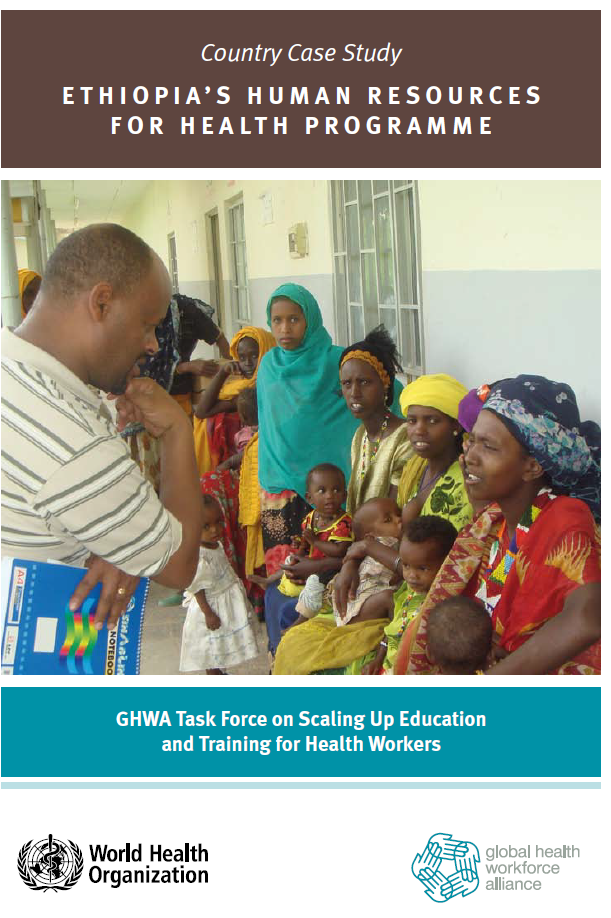 Country Case Study
ETHIOPIA'S HUMAN RESOURCES
FOR HEALTH PROGRAMME
NOTEBOOK
GHWA Task Force on Scaling Up Education
and Training for Health Workers
World Health
Organization
global health
workforce
alliance